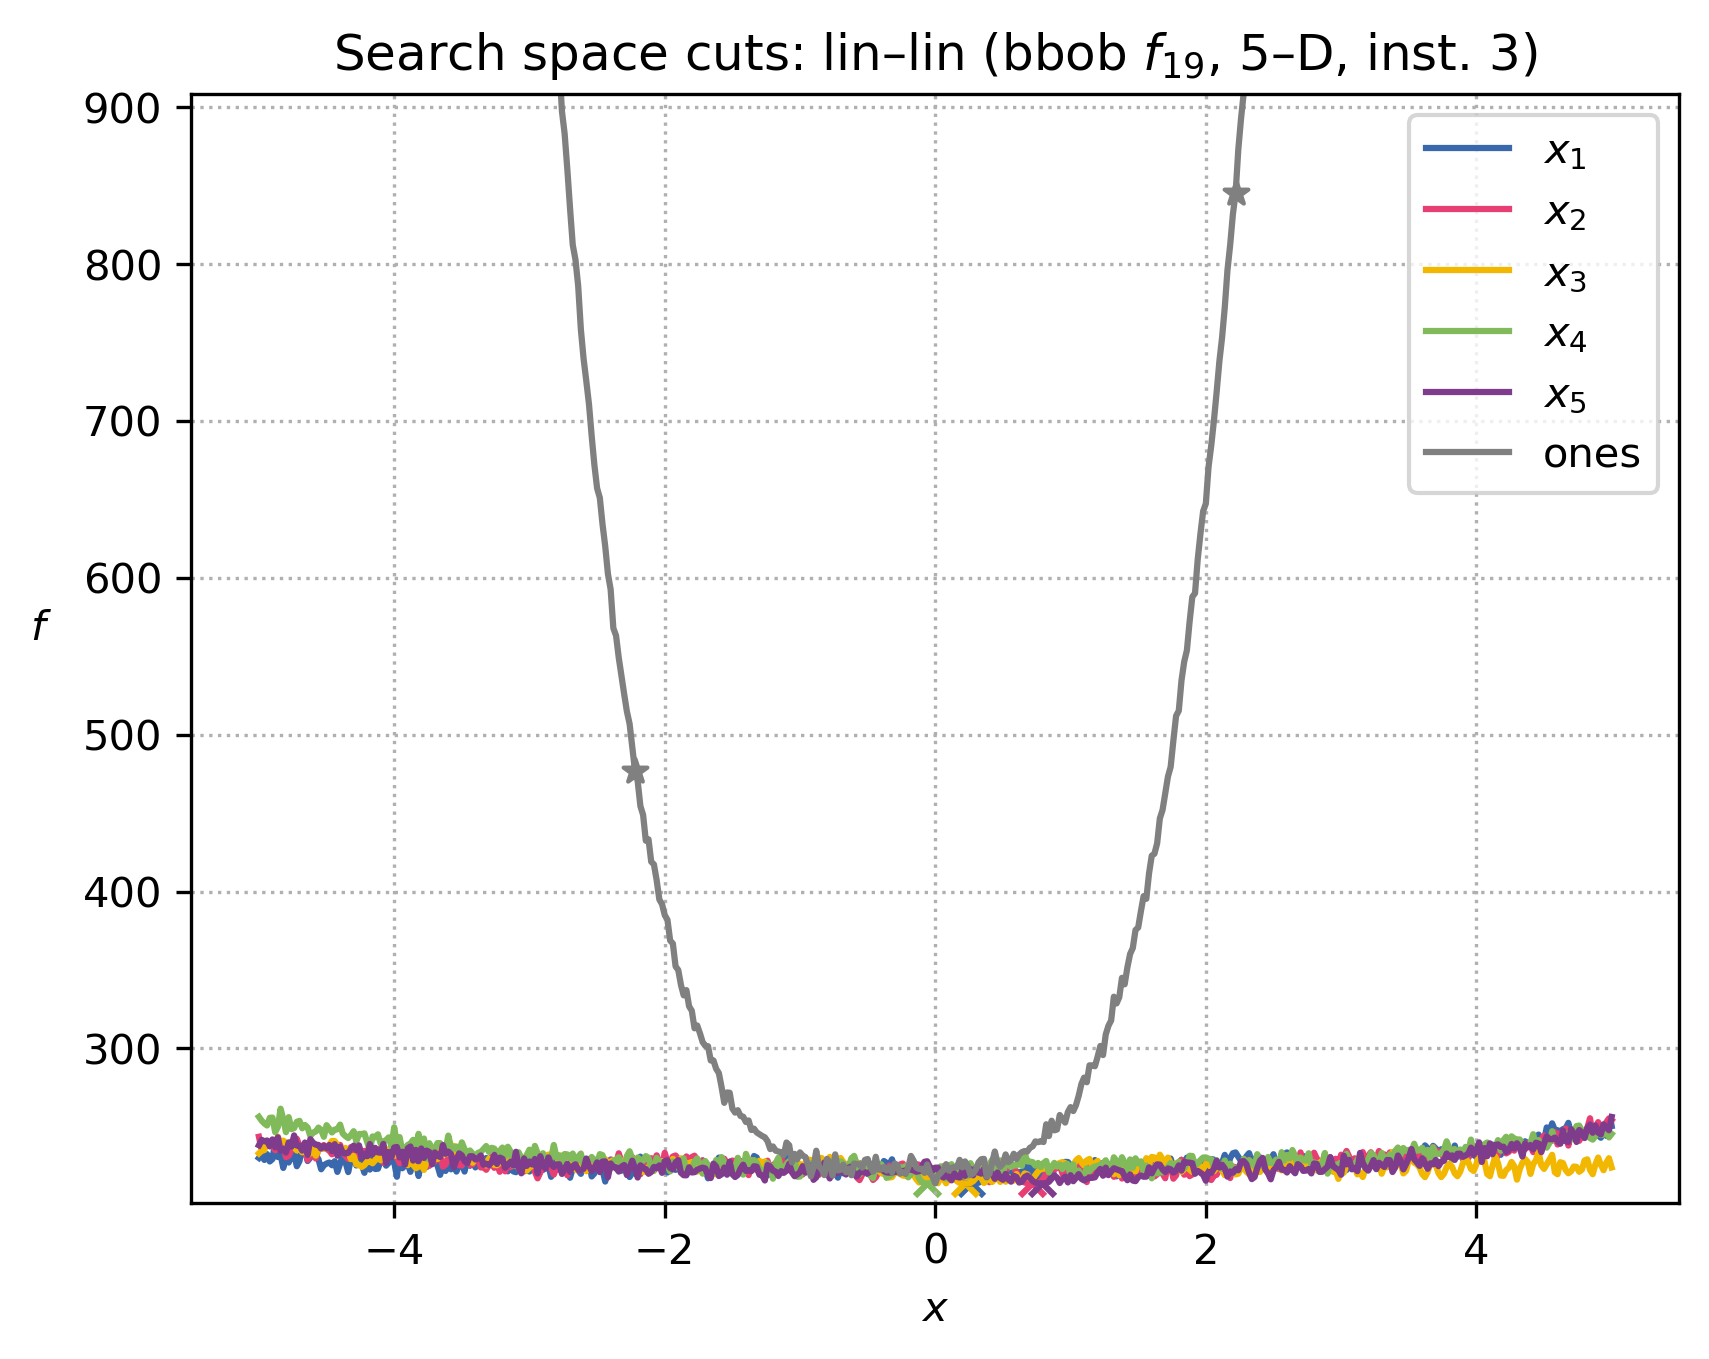 Search space cuts: lin–lin (bbob f₁₉, 5–D, inst. 3)
900
800
700
600
500
400
300
f
−4
−2
0
2
4
x
x₁
x₂
x₃
x₄
x₅
ones